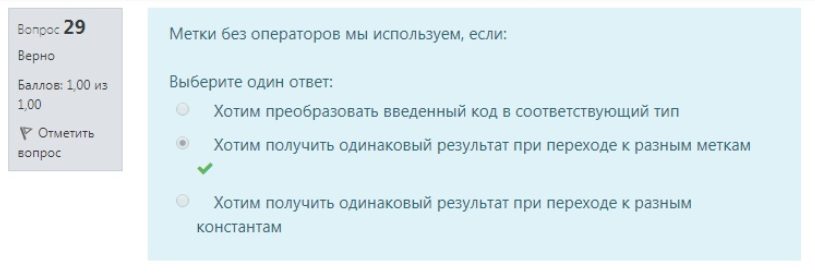 Вопрос 29
Верно
Баллов: 1,00 из
1,00
Отметить
вопрос
Метки без операторов мы используем, если:
Выберите один ответ:
Хотим преобразовать введенный код в соответствующий тип
Хотим получить одинаковый результат при переходе к разным меткам
Хотим получить одинаковый результат при переходе к разным
константам